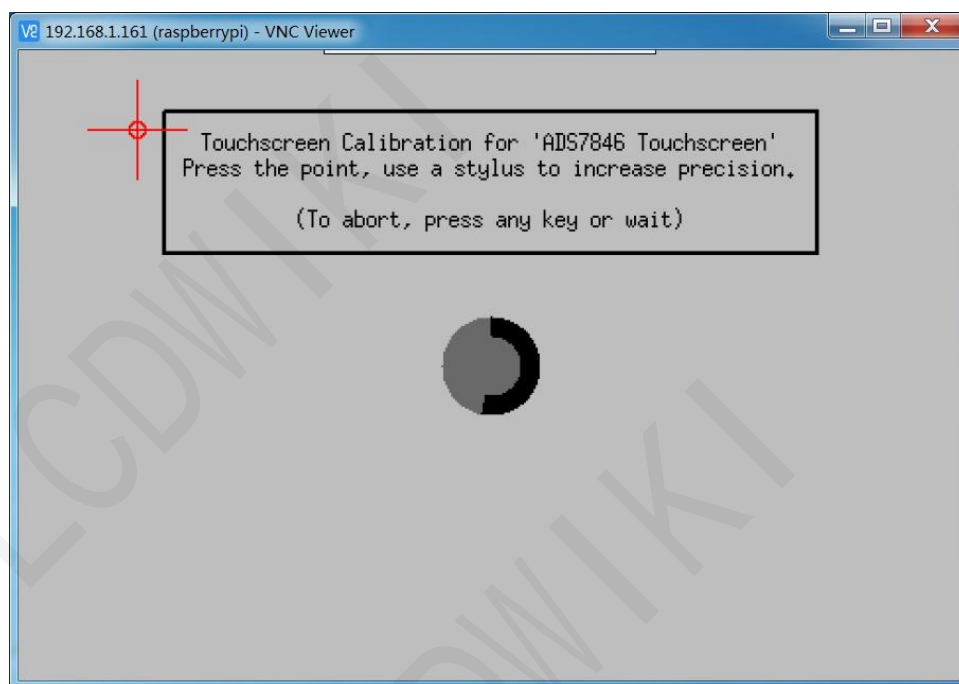 VC 192.168.1.161 (raspberrypi) - VNC Viewer
Touchscreen Calibration for 'ADS7846 Touchscreen'
Press the point, use a stylus to increase precision.
(To abort, press any key or wait)
LCDWIKI
LCDWIKI